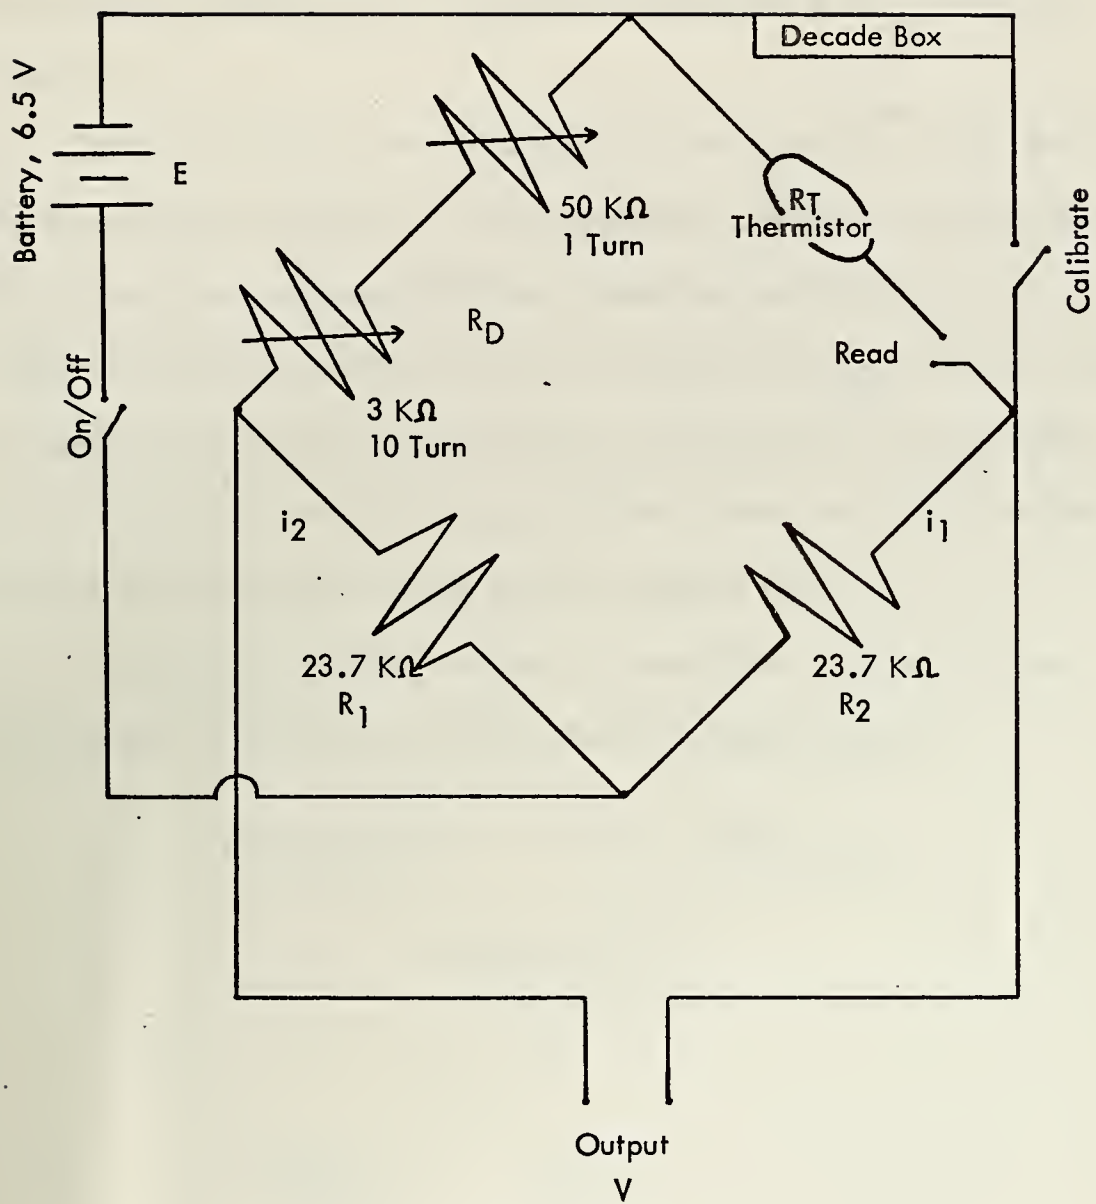 Decade Box
Battery, 6.5 V
E
50 KΩ
1 Turn
RT
Thermistor
Calibrate
RD
Read
On/Off
3 KΩ
10 Turn
i2
i1
23.7 KΩ
R1
23.7 KΩ
R2
Output
V